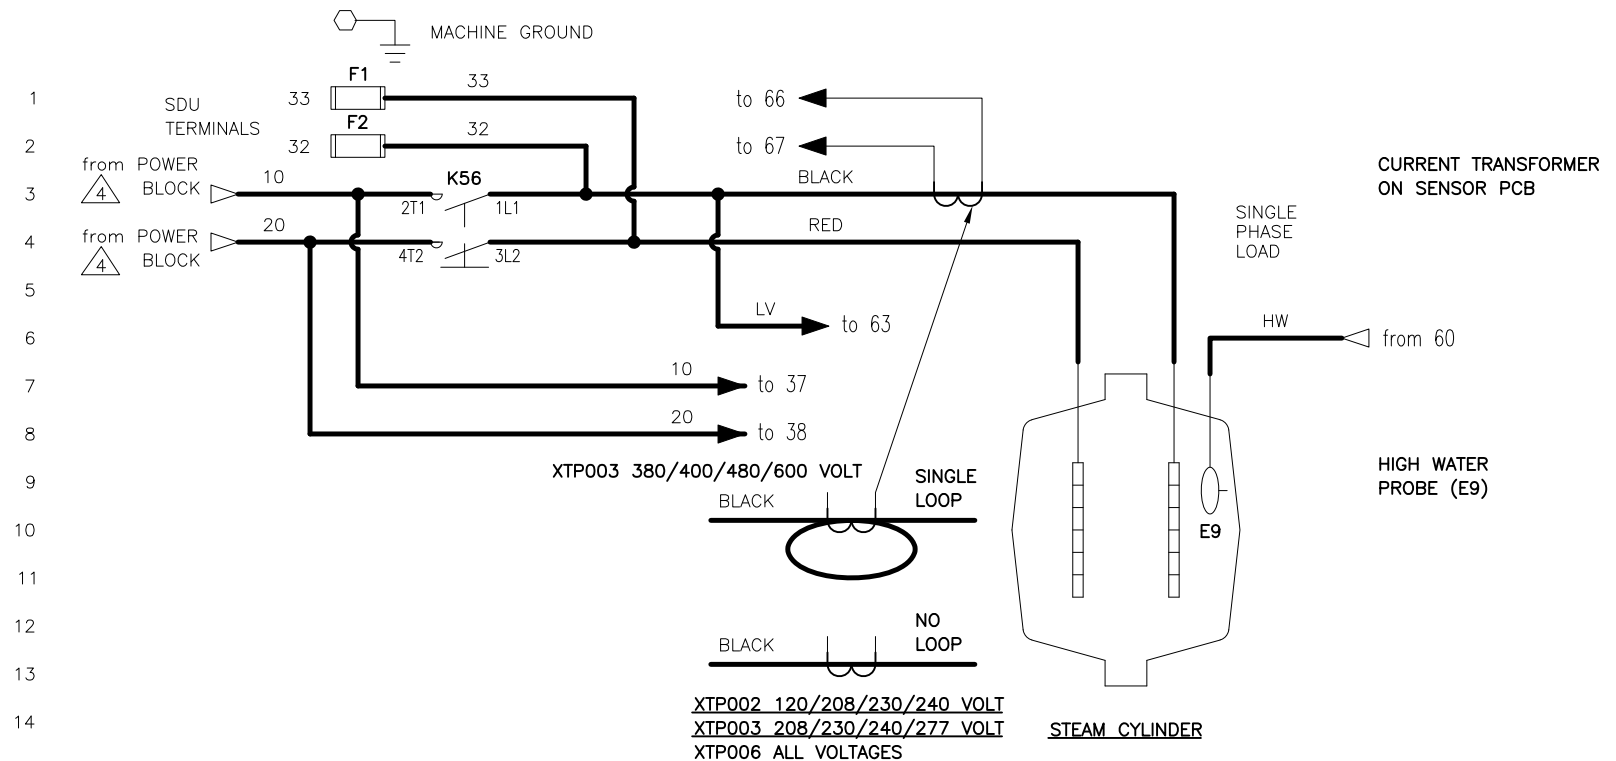 MACHINE GROUND
F1
33
1
SDU
TERMINALS
33
to 66
F2
32
2
32
to 67
CURRENT TRANSFORMER
ON SENSOR PCB
from POWER
BLOCK
4
10
K56
BLACK
3
2T1
1L1
SINGLE
PHASE
LOAD
from POWER
BLOCK
4
20
RED
4
4T2
3L2
5
LV
to 63
HW
from 60
6
10
to 37
7
20
to 38
8
XTP003 380/400/480/600 VOLT
SINGLE
LOOP
HIGH WATER
PROBE (E9)
9
BLACK
10
E9
11
12
NO
LOOP
BLACK
13
XTP002 120/208/230/240 VOLT
XTP003 208/230/240/277 VOLT
XTP006 ALL VOLTAGES
14
STEAM CYLINDER